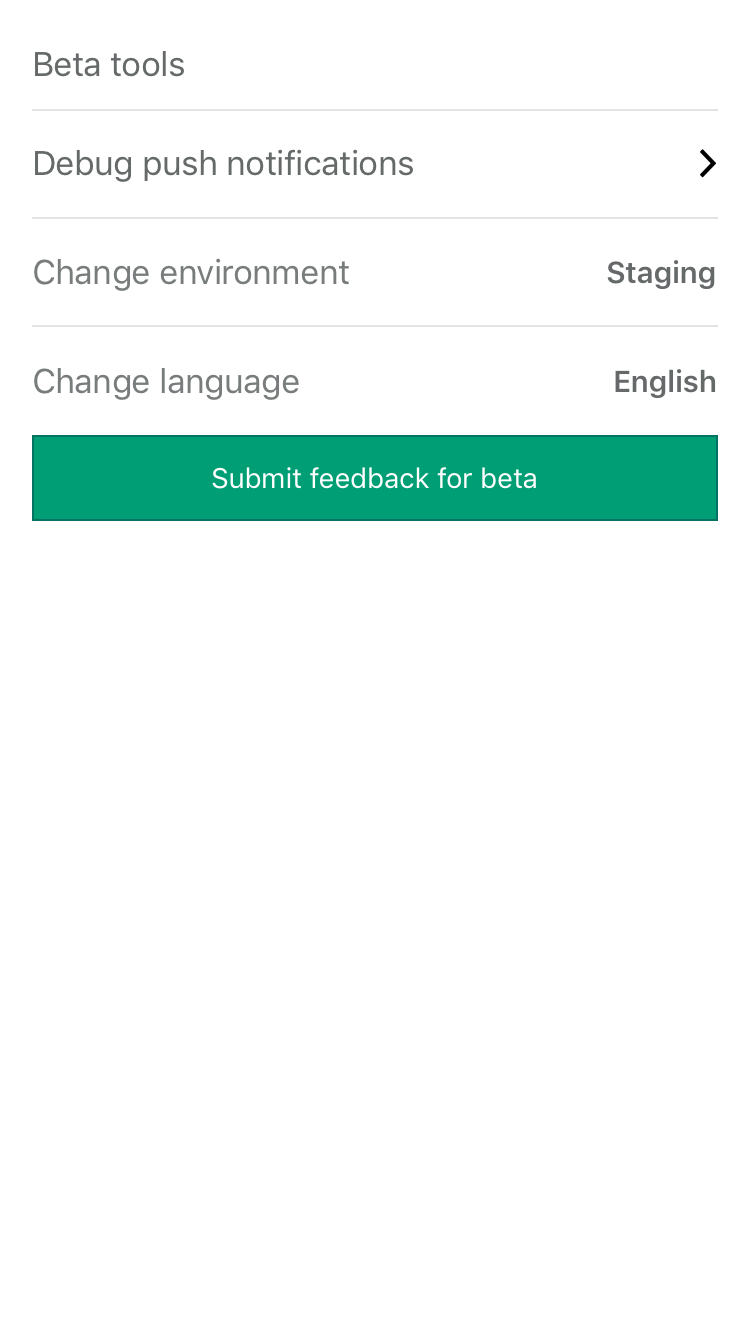 Beta tools
Debug push notifications
Change environment Staging
Change language English
Submit feedback for beta